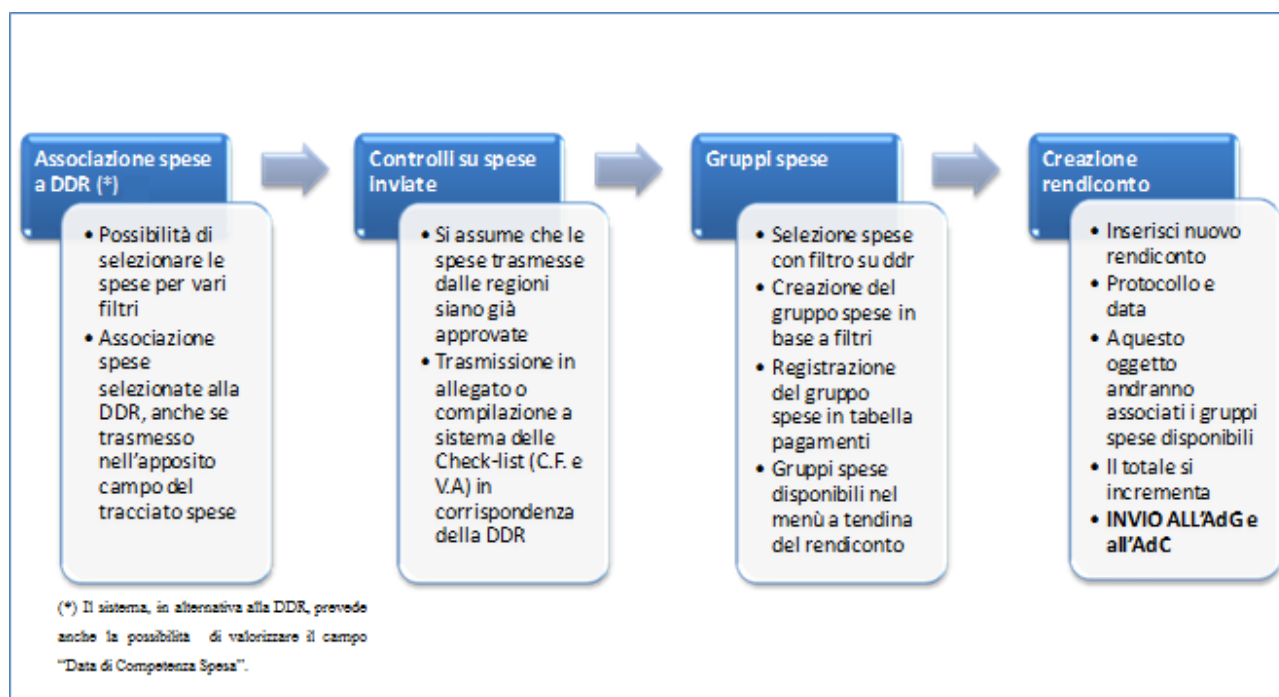 Associazione spese
a DDR (*)
• Possibilità di
selezionare le
spese per vari
filtri
• Associazione
spese
selezionate alla
DDR, anche se
trasmesso
nell'apposito
campo del
tracciato spese
Controlli su spese
inviate
• Si assume che le
spese trasmesse
dalle regioni
siano già
approvate
• Trasmissione in
allegato o
compilazione a
sistema delle
Check-list (C.F. e
V.A) in
corrispondenza
della DDR
Gruppi spese
• Selezione spese
con filtro su ddr
• Creazione del
gruppo spese in
base a filtri
• Registrazione
del gruppo
spese in tabella
pagamenti
• Gruppi spese
disponibili nel
menù a tendina
del rendiconto
Creazione
rendiconto
• Inserisci nuovo
rendiconto
• Protocollo e
data
• A questo
oggetto
andranno
associati i gruppi
spese disponibili
• Il totale si
incrementa
• INVIO ALL'AdG e
all'AdC
(*) Il sistema, in alternativa alla DDR, prevede
anche la possibilità di valorizzare il campo
"Data di Competenza Spesa".